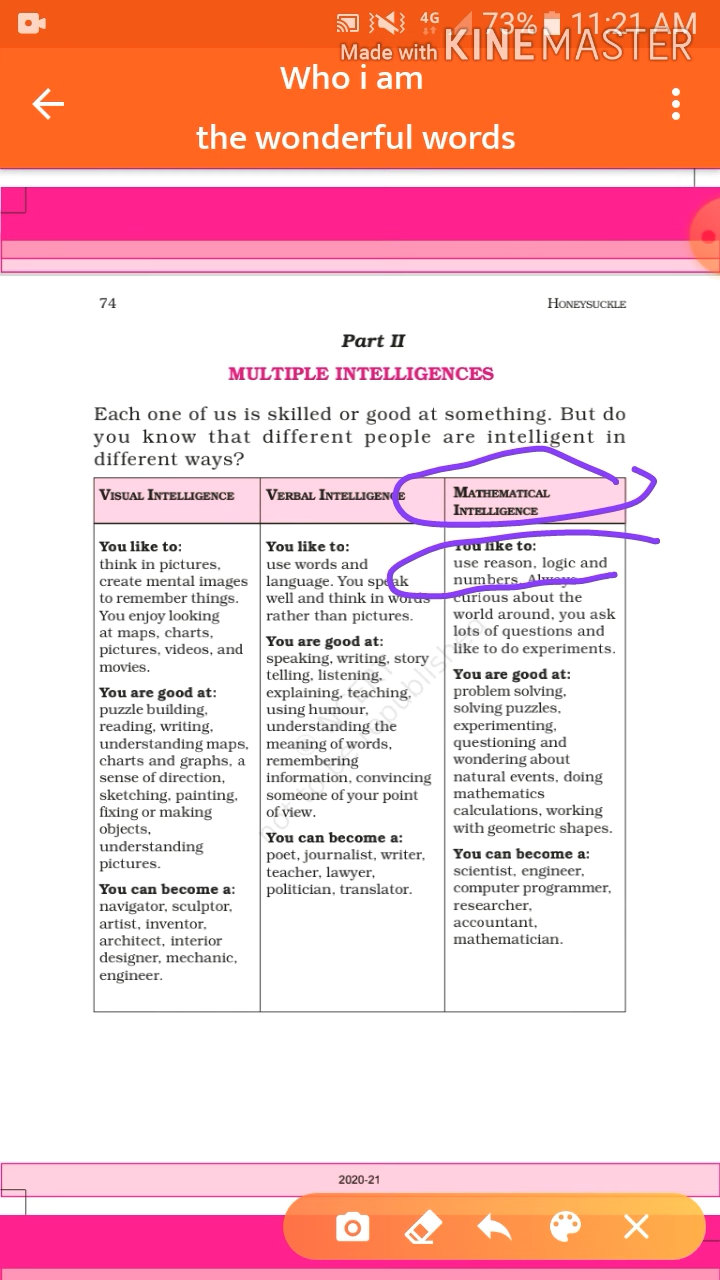 4G 73% 11:21 AM
Made with KINEMASTER
Who i am
the wonderful words
74 HONEYSUCKLE
Part II
MULTIPLE INTELLIGENCES
Each one of us is skilled or good at something. But do
you know that different people are intelligent in
different ways?
VISUAL INTELLIGENCE
You like to:
think in pictures,
create mental images
to remember things.
You enjoy looking
at maps, charts,
pictures, videos, and
movies.
You are good at:
puzzle building,
reading, writing,
understanding maps,
charts and graphs, a
sense of direction,
sketching, painting,
fixing or making
objects,
understanding
pictures.
You can become a:
navigator, sculptor,
artist, inventor,
architect, interior
designer, mechanic,
engineer.
VERBAL INTELLIGENCE
You like to:
use words and
language. You speak
well and think in words
rather than pictures.
You are good at:
speaking, writing, story
telling, listening,
explaining, teaching,
using humour,
understanding the
meaning of words,
remembering
information, convincing
someone of your point
of view.
You can become a:
poet, journalist, writer,
teacher, lawyer,
politician, translator.
MATHEMATICAL
INTELLIGENCE
You like to:
use reason, logic and
numbers. Always
curious about the
world around, you ask
lots of questions and
like to do experiments.
You are good at:
problem solving,
solving puzzles,
experimenting,
questioning and
wondering about
natural events, doing
mathematics
calculations, working
with geometric shapes.
You can become a:
scientist, engineer,
computer programmer,
researcher,
accountant,
mathematician.
not to be republished
2020-21